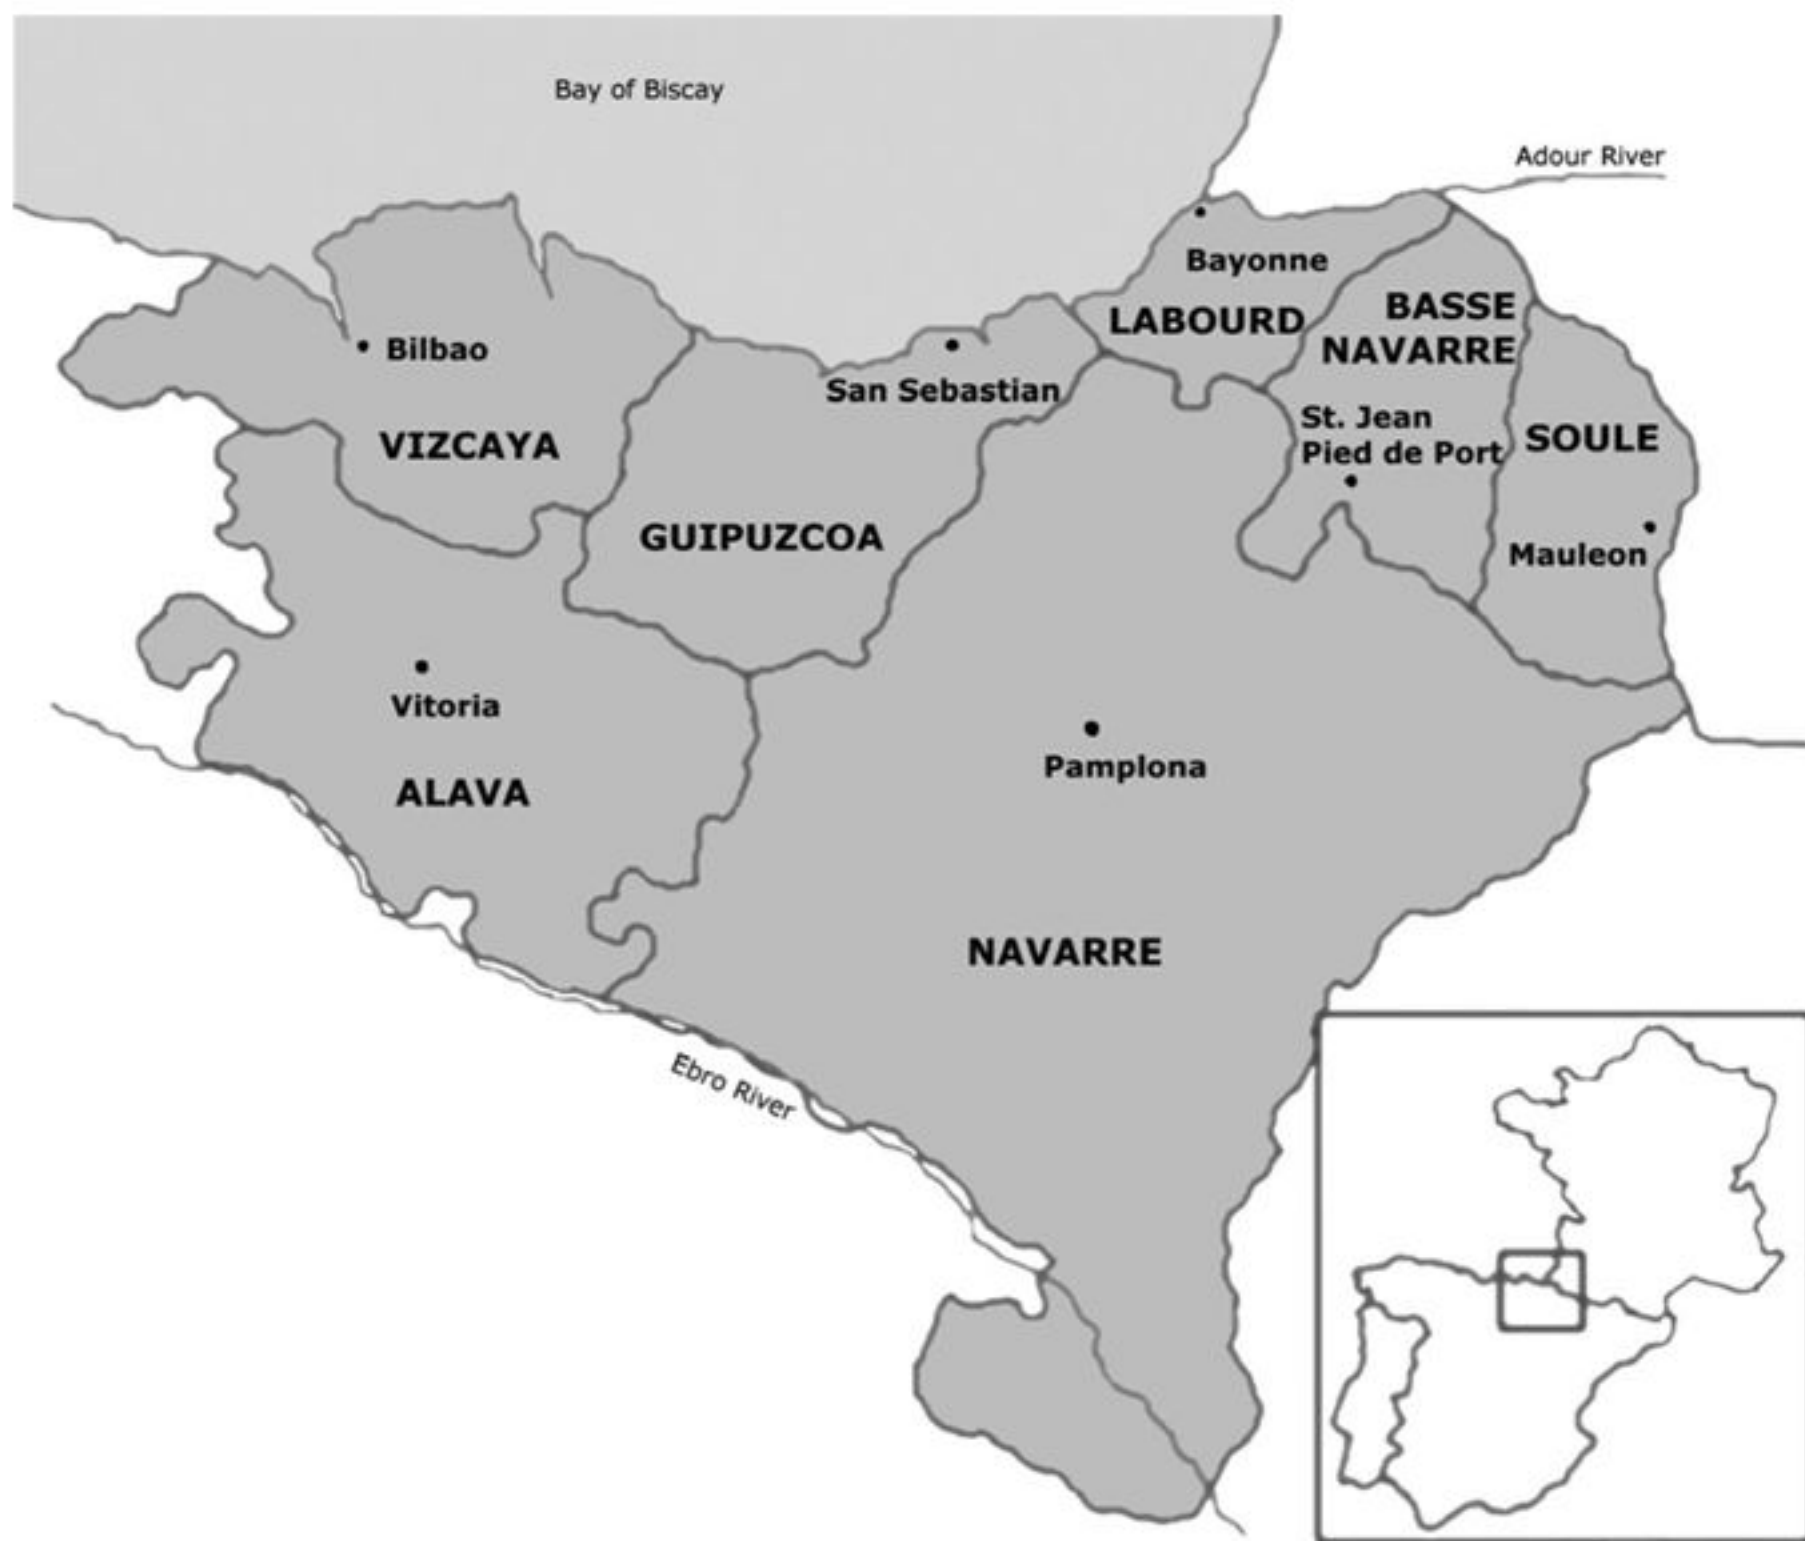 Bay of Biscay
Adour River
Bayonne
LABOURD
BASSE
NAVARRE
Bilbao
San Sebastian
St. Jean
Pied de Port
SOULE
VIZCAYA
GUIPUZCOA
Mauleon
Vitoria
Pamplona
ALAVA
NAVARRE
Ebro River